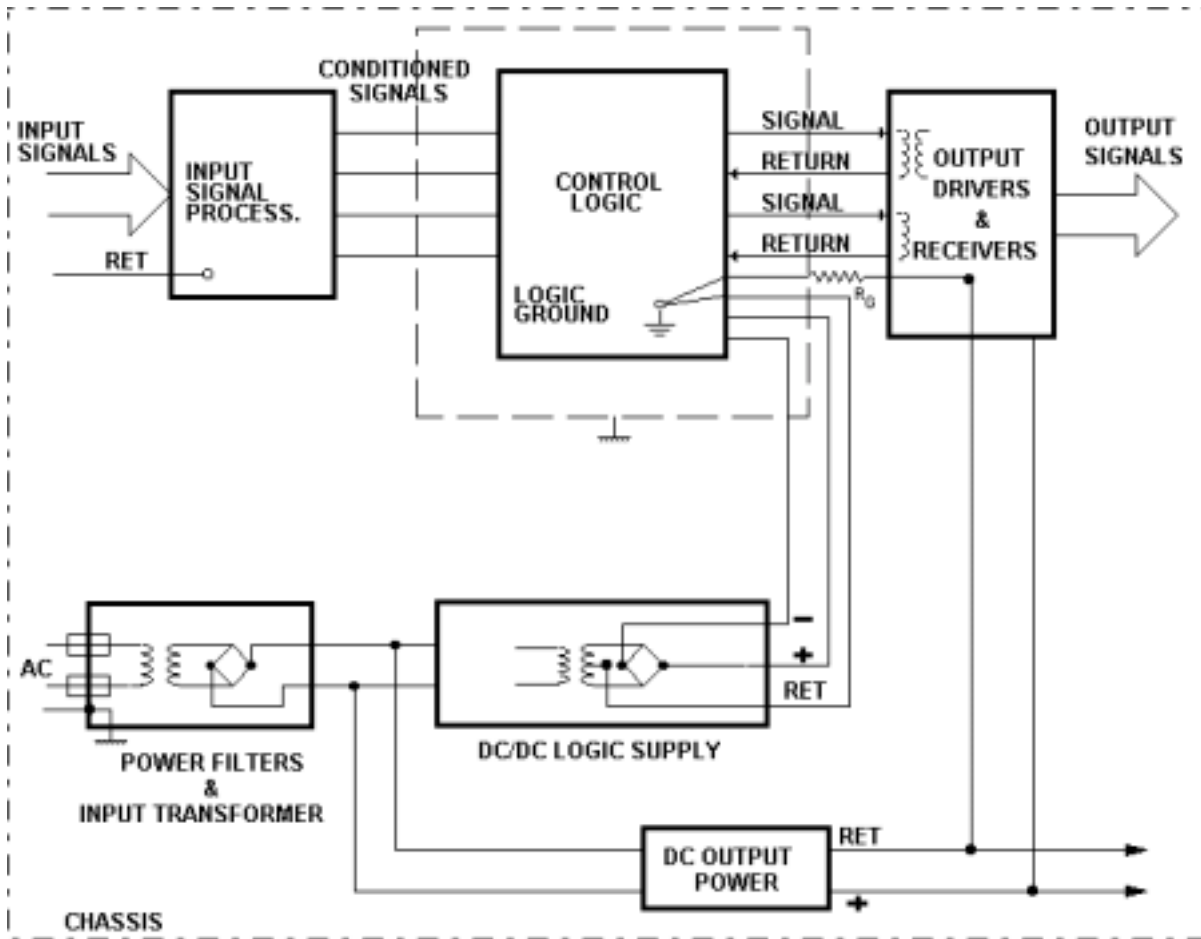 CONDITIONED
SIGNALS
INPUT
SIGNALS
INPUT
SIGNAL
PROCESS.
RET
CONTROL
LOGIC
LOGIC
GROUND
SIGNAL
RETURN
SIGNAL
RETURN
RG
OUTPUT
DRIVERS
&
RECEIVERS
OUTPUT
SIGNALS
AC
POWER FILTERS
&
INPUT TRANSFORMER
−
+
RET
DC/DC LOGIC SUPPLY
DC OUTPUT
POWER
RET
+
CHASSIS